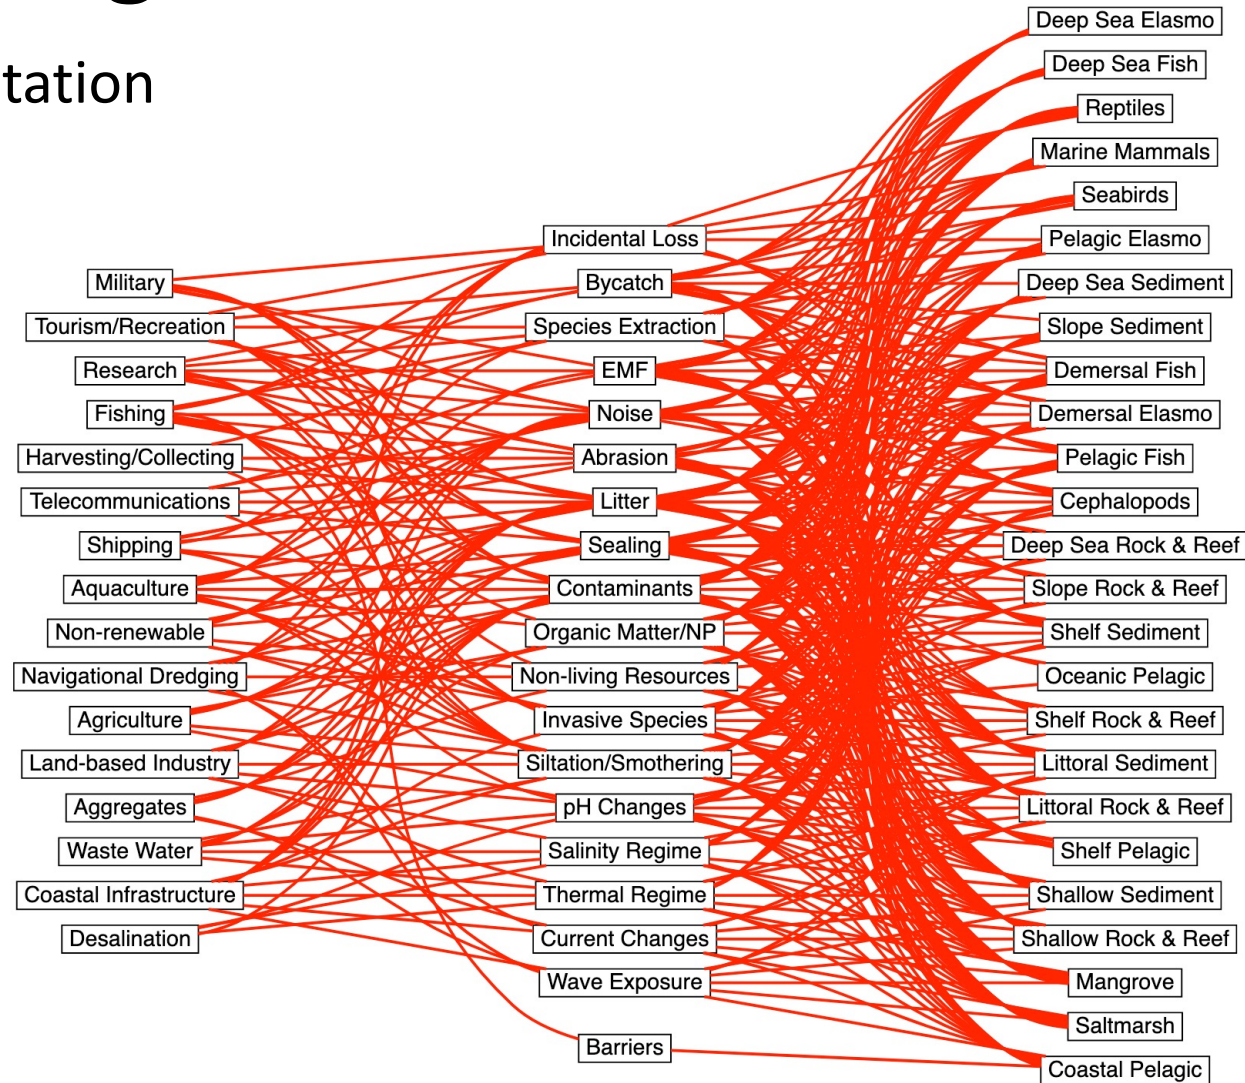 tation
Military
Tourism/Recreation
Research
Fishing
Harvesting/Collecting
Telecommunications
Shipping
Aquaculture
Non-renewable
Navigational Dredging
Agriculture
Land-based Industry
Aggregates
Waste Water
Coastal Infrastructure
Desalination
Incidental Loss
Bycatch
Species Extraction
EMF
Noise
Abrasion
Litter
Sealing
Contaminants
Organic Matter/NP
Non-living Resources
Invasive Species
Siltation/Smothering
pH Changes
Salinity Regime
Thermal Regime
Current Changes
Wave Exposure
Barriers
Deep Sea Elasmo
Deep Sea Fish
Reptiles
Marine Mammals
Seabirds
Pelagic Elasmo
Deep Sea Sediment
Slope Sediment
Demersal Fish
Demersal Elasmo
Pelagic Fish
Cephalopods
Deep Sea Rock & Reef
Slope Rock & Reef
Shelf Sediment
Oceanic Pelagic
Shelf Rock & Reef
Littoral Sediment
Littoral Rock & Reef
Shelf Pelagic
Shallow Sediment
Shallow Rock & Reef
Mangrove
Saltmarsh
Coastal Pelagic